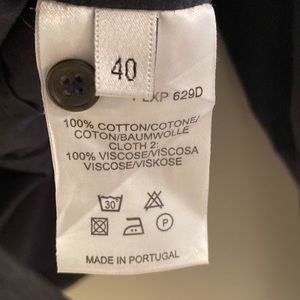 40
EXP 629D
100% COTTON/COTONE/
COTON/BAUMWOLLE
CLOTH 2:
100% VISCOSE/VISCOSA
VISCOSE/VISKOSE
30
P
MADE IN PORTUGAL